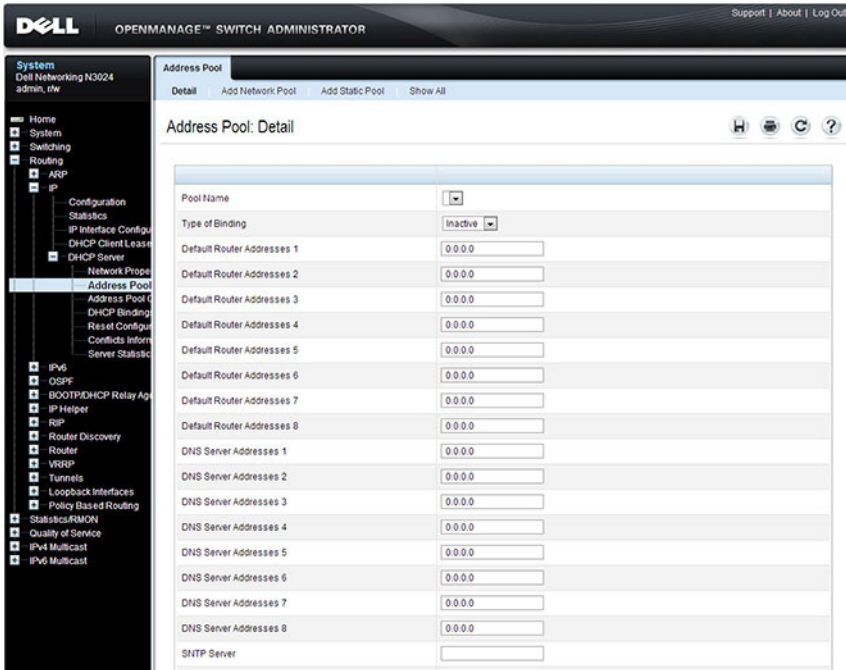 Support | About | Log Out
DELL OPENMANAGE™ SWITCH ADMINISTRATOR
System
Dell Networking N3024
admin, r/w
Home
System
Switching
Routing
ARP
IP
Configuration
Statistics
IP Interface Configu
DHCP Client Lease
DHCP Server
Network Prope
Address Pool
Address Pool C
DHCP Binding
Reset Configur
Conflicts Inform
Server Statistic
IPv6
OSPF
BOOTP/DHCP Relay Age
IP Helper
RIP
Router Discovery
Router
VRRP
Tunnels
Loopback Interfaces
Policy Based Routing
Statistics/RMON
Quality of Service
IPv4 Multicast
IPv6 Multicast
Address Pool
Detail Add Network Pool Add Static Pool Show All
Address Pool: Detail
Pool Name
Type of Binding Inactive
Default Router Addresses 1 0.0.0.0
Default Router Addresses 2 0.0.0.0
Default Router Addresses 3 0.0.0.0
Default Router Addresses 4 0.0.0.0
Default Router Addresses 5 0.0.0.0
Default Router Addresses 6 0.0.0.0
Default Router Addresses 7 0.0.0.0
Default Router Addresses 8 0.0.0.0
DNS Server Addresses 1 0.0.0.0
DNS Server Addresses 2 0.0.0.0
DNS Server Addresses 3 0.0.0.0
DNS Server Addresses 4 0.0.0.0
DNS Server Addresses 5 0.0.0.0
DNS Server Addresses 6 0.0.0.0
DNS Server Addresses 7 0.0.0.0
DNS Server Addresses 8 0.0.0.0
SNTP Server